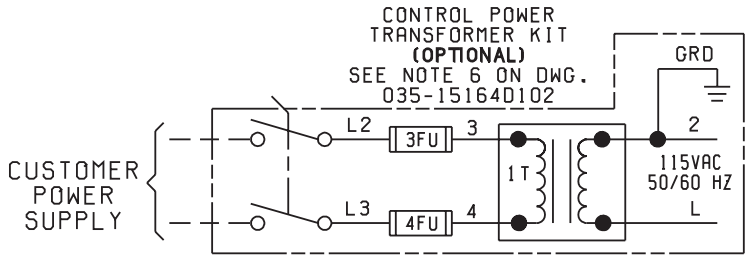 CONTROL POWER
TRANSFORMER KIT
(OPTIONAL)
SEE NOTE 6 ON DWG.
035-15164D102
GRD
L2
3FU
3
2
CUSTOMER
POWER
SUPPLY
1T
115VAC
50/60 HZ
L3
4FU
4
L